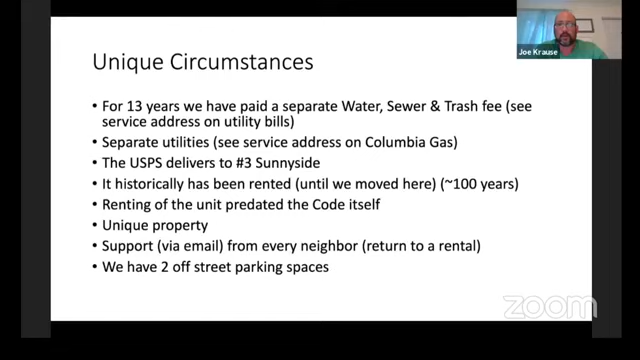 Joe Krause
Unique Circumstances
• For 13 years we have paid a separate Water, Sewer & Trash fee (see
service address on utility bills)
• Separate utilities (see service address on Columbia Gas)
• The USPS delivers to #3 Sunnyside
• It historically has been rented (until we moved here) (~100 years)
• Renting of the unit predated the Code itself
• Unique property
• Support (via email) from every neighbor (return to a rental)
• We have 2 off street parking spaces
zoom